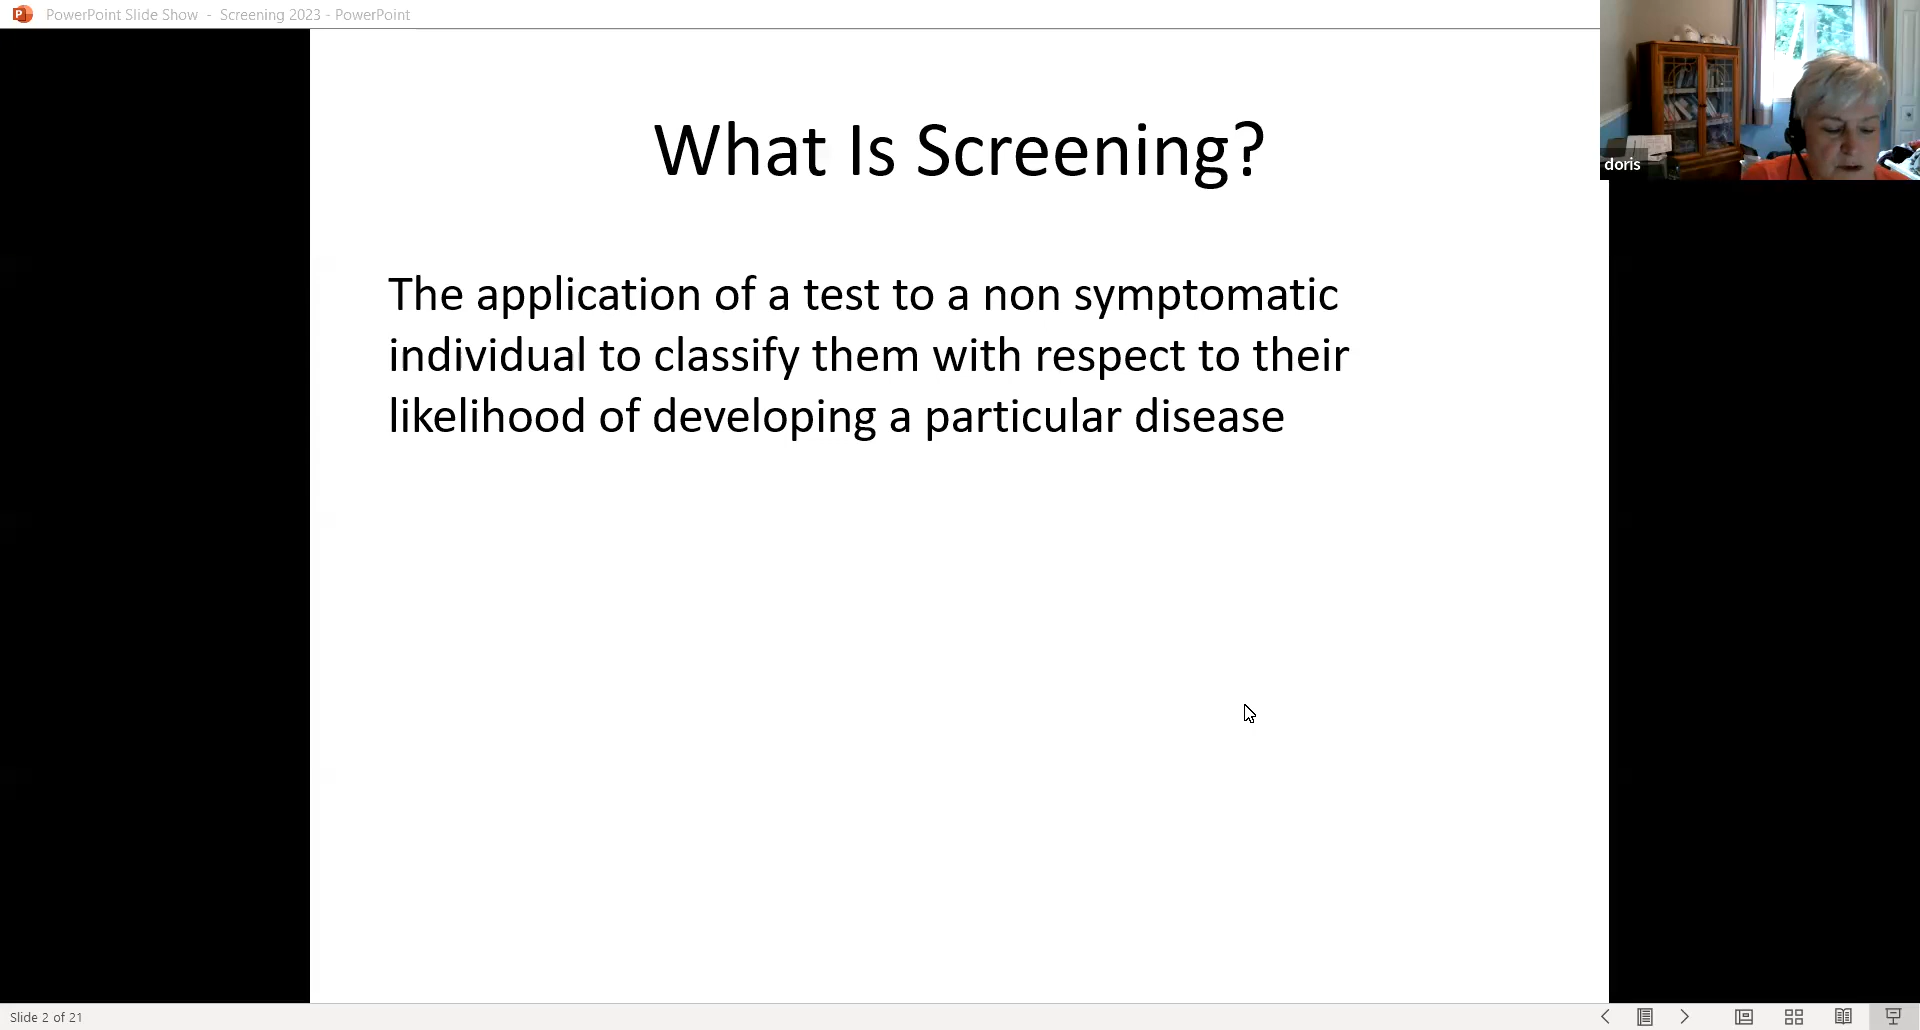 PowerPoint Slide Show - Screening 2023 - PowerPoint
doris
What Is Screening?
The application of a test to a non symptomatic
individual to classify them with respect to their
likelihood of developing a particular disease
Slide 2 of 21